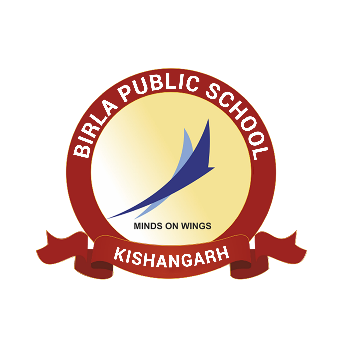 BIRLA PUBLIC SCHOOL
MINDS ON WINGS
KISHANGARH